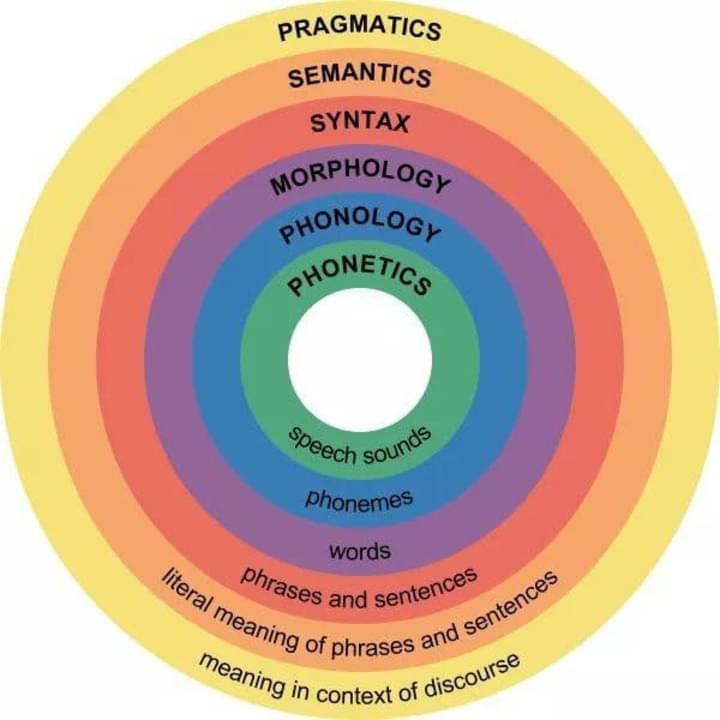 PRAGMATICS
SEMANTICS
SYNTAX
MORPHOLOGY
PHONOLOGY
PHONETICS
speech sounds
phonemes
words
phrases and sentences
literal meaning of phrases and sentences
meaning in context of discourse